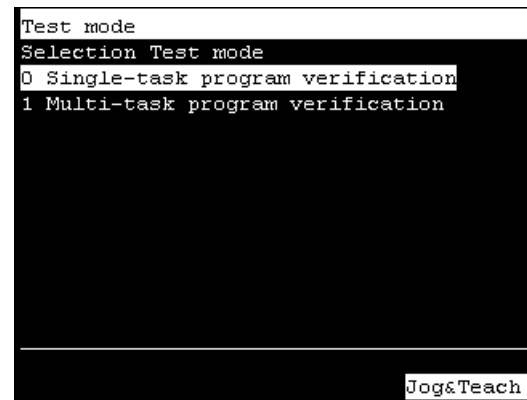 Test mode
Selection Test mode
0 Single-task program verification
1 Multi-task program verification
Jog&Teach